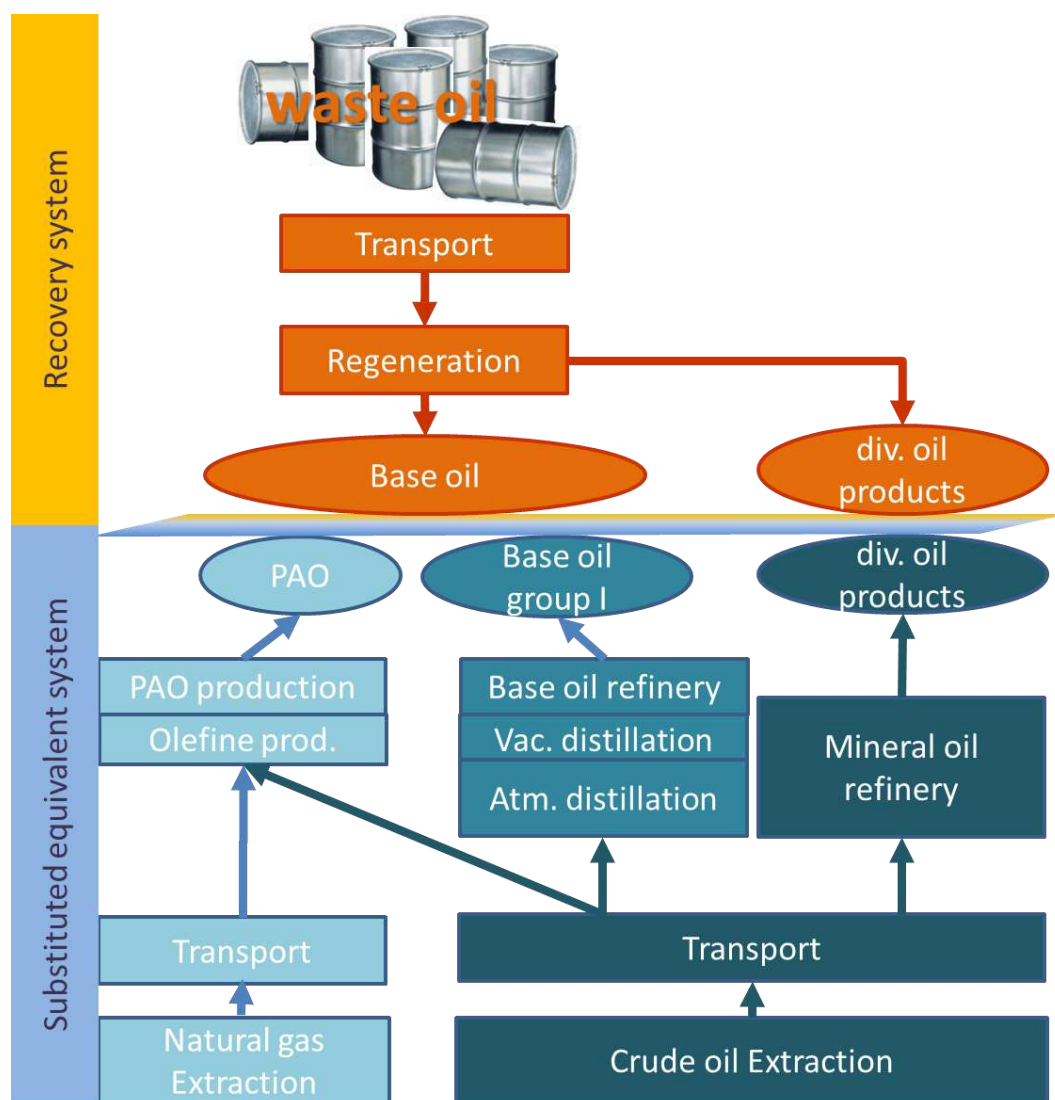 Recovery system
waste oil
Transport
Regeneration
Base oil
div. oil
products
Substituted equivalent system
PAO
Base oil
group I
div. oil
products
PAO production
Olefine prod.
Base oil refinery
Vac. distillation
Atm. distillation
Mineral oil
refinery
Transport
Transport
Natural gas
Extraction
Crude oil Extraction